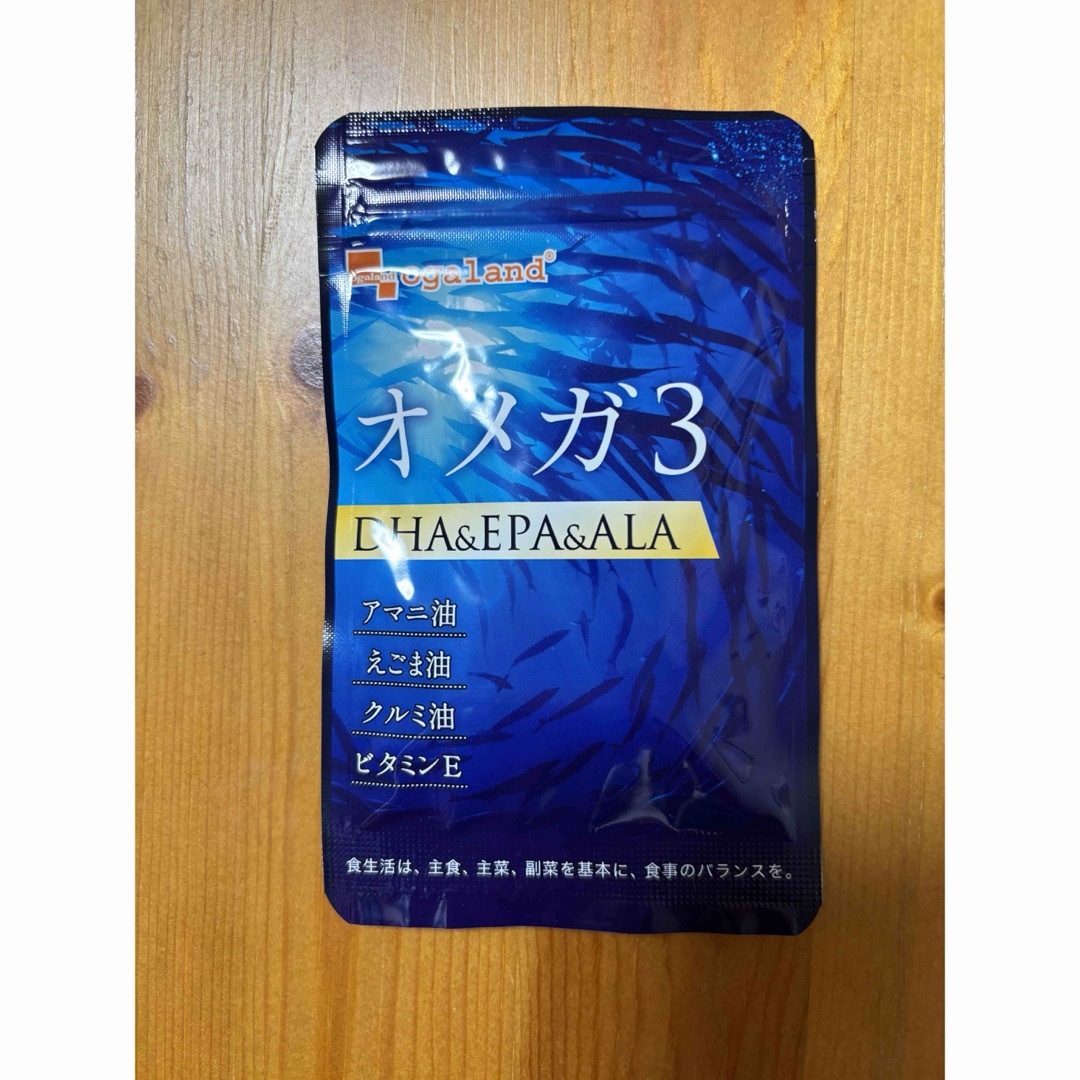 ogaland
ogaland®
オメガ3
DHA&EPA&ALA
アマニ油
えごま油
クルミ油
ビタミンE
食生活は、主食、主菜、副菜を基本に、食事のバランスを。